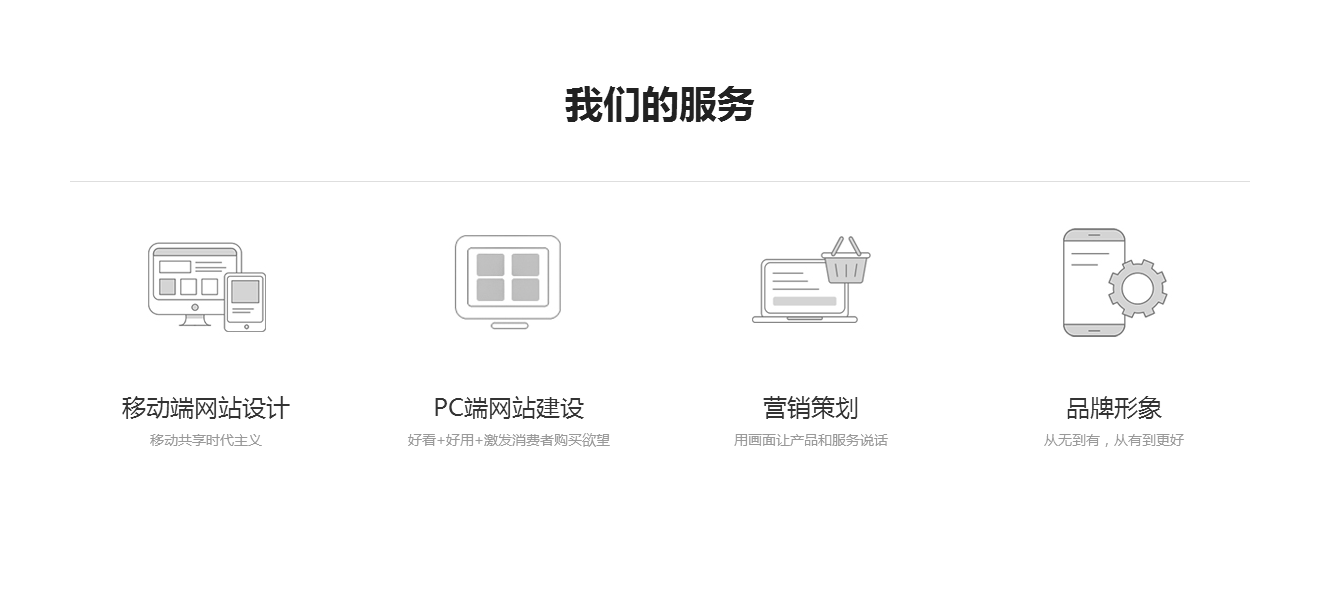 我们的服务
移动端网站设计
移动共享时代主义
PC端网站建设
好看+好用+激发消费者购买欲望
营销策划
用画面让产品和服务说话
品牌形象
从无到有，从有到更好